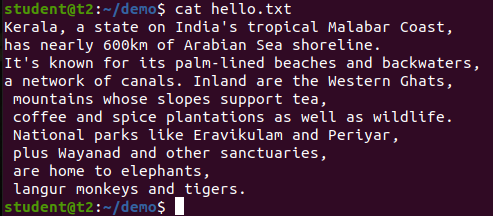 student@t2:~/demo$ cat hello.txt
Kerala, a state on India's tropical Malabar Coast,
has nearly 600km of Arabian Sea shoreline.
It's known for its palm-lined beaches and backwaters,
a network of canals. Inland are the Western Ghats,
 mountains whose slopes support tea,
 coffee and spice plantations as well as wildlife.
 National parks like Eravikulam and Periyar,
 plus Wayanad and other sanctuaries,
 are home to elephants,
 langur monkeys and tigers.
student@t2:~/demo$